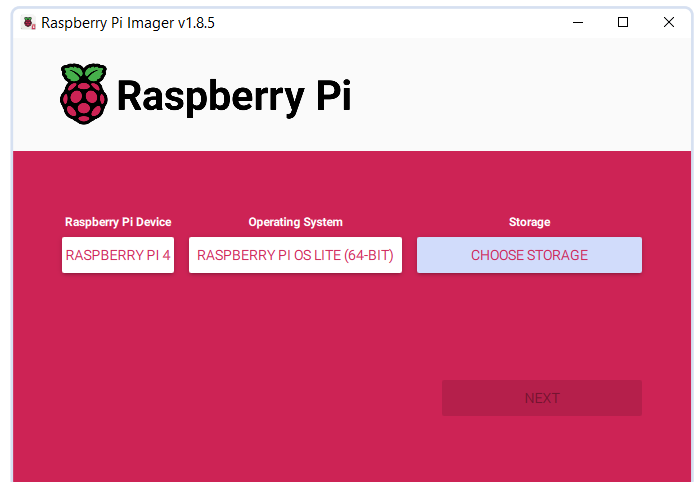 Raspberry Pi Imager v1.8.5
Raspberry Pi
Raspberry Pi Device
Operating System
Storage
RASPBERRY PI 4
RASPBERRY PI OS LITE (64-BIT)
CHOOSE STORAGE
NEXT